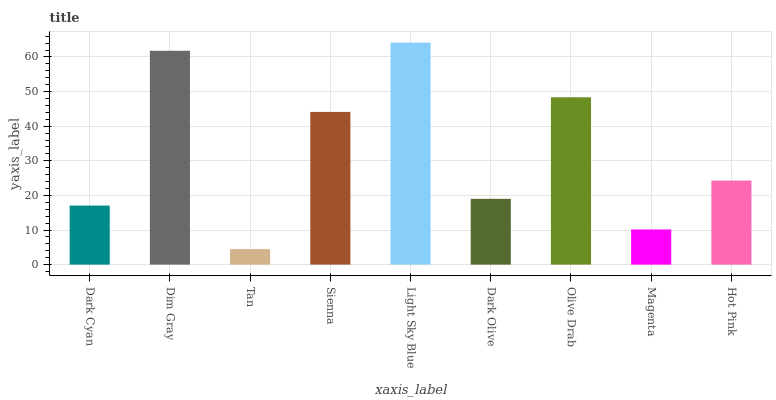 title
yaxis_label
60
50
40
30
20
10
0
Dark Cyan
Dim Gray
Tan
Sienna
Light Sky Blue
Dark Olive
Olive Drab
Magenta
Hot Pink
xaxis_label